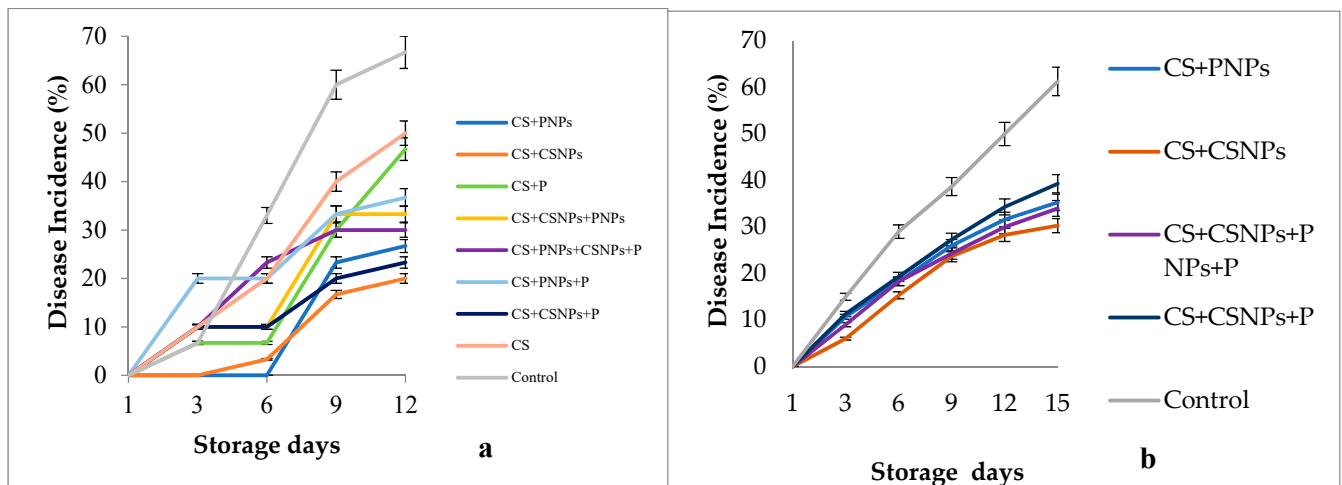 70
60
50
40
30
20
10
0
Disease Incidence (%)
1 3 6 9 12
Storage days
a
CS+PNPs
CS+CSNPs
CS+P
CS+CSNPs+PNPs
CS+PNPs+CSNPs+P
CS+PNPs+P
CS+CSNPs+P
CS
Control
70
60
50
40
30
20
10
0
Disease Incidence (%)
1 3 6 9 12 15
Storage days
b
CS+PNPs
CS+CSNPs
CS+CSNPs+P
NPs+P
CS+CSNPs+P
Control